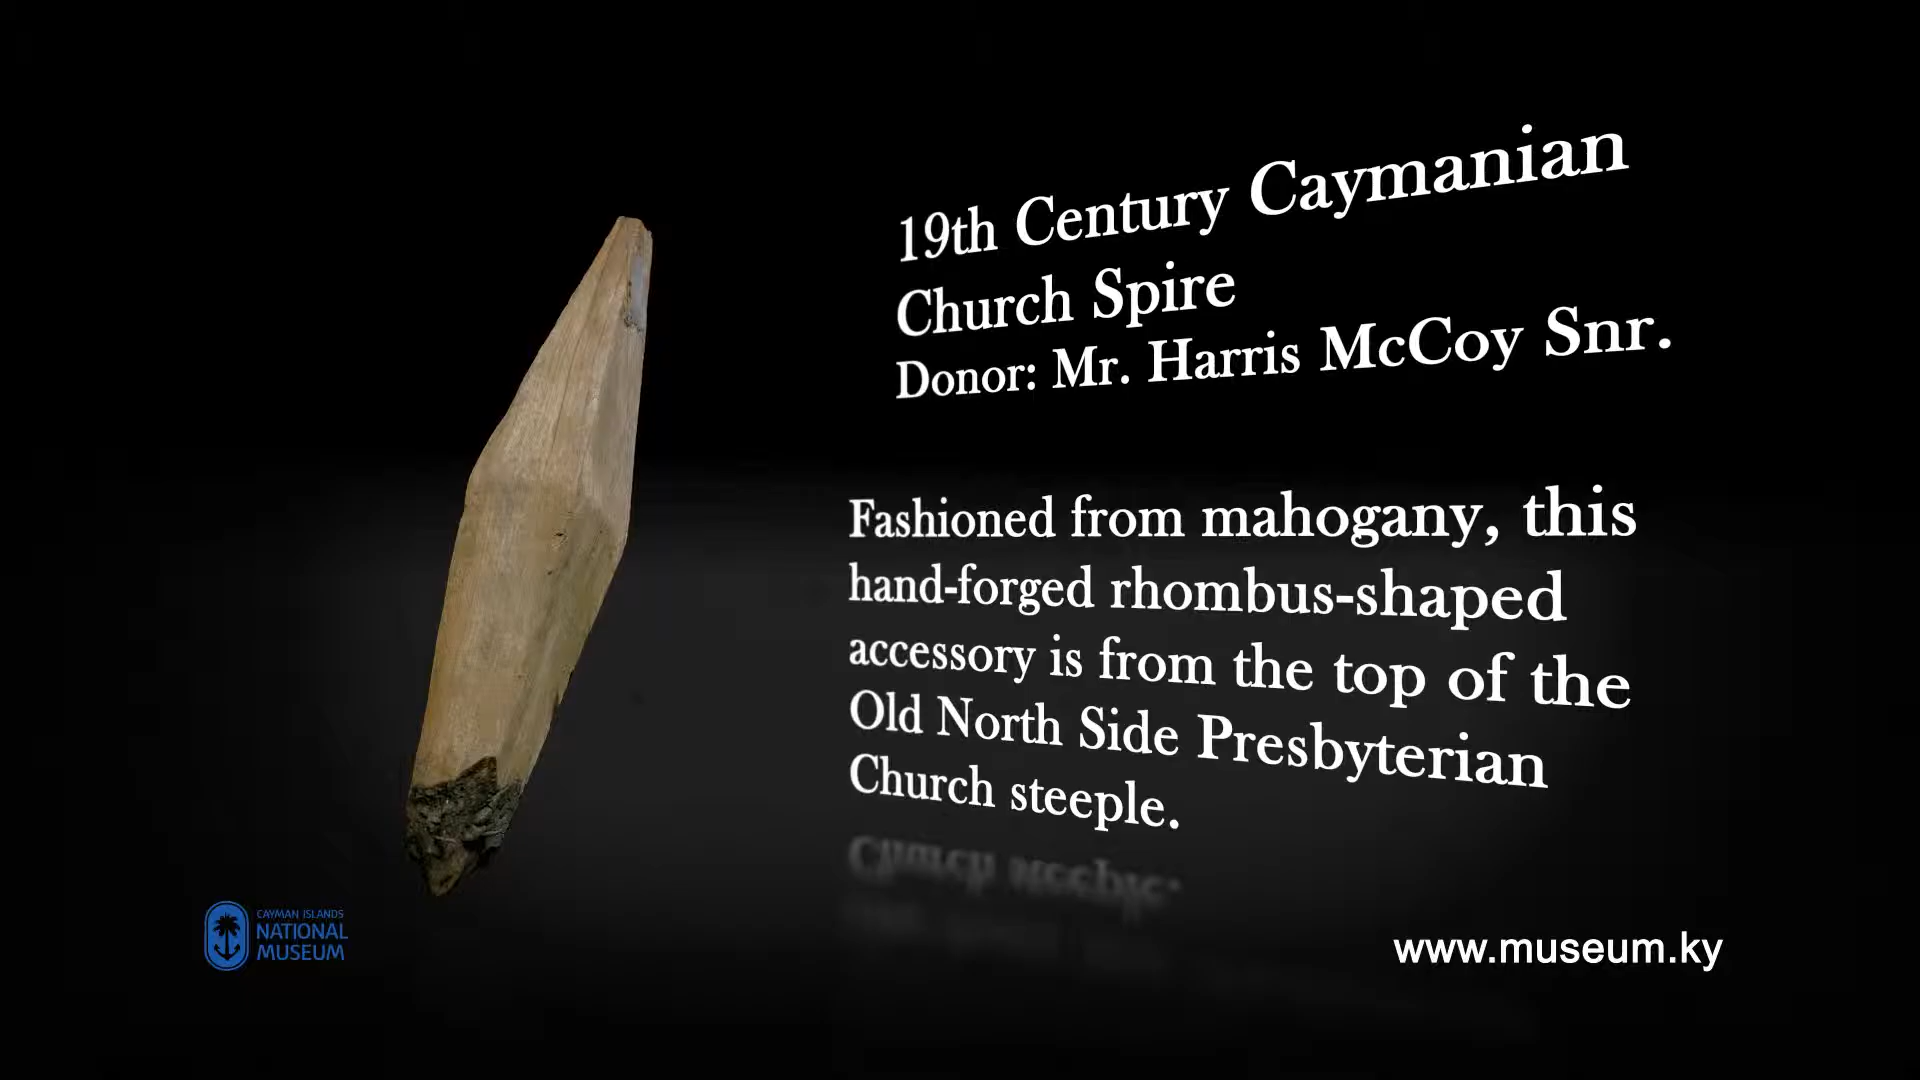 19th Century Caymanian
Church Spire
Donor: Mr. Harris McCoy Snr.
Fashioned from mahogany, this
hand-forged rhombus-shaped
accessory is from the top of the
Old North Side Presbyterian
Church steeple.
CAYMAN ISLANDS
NATIONAL
MUSEUM
www.museum.ky